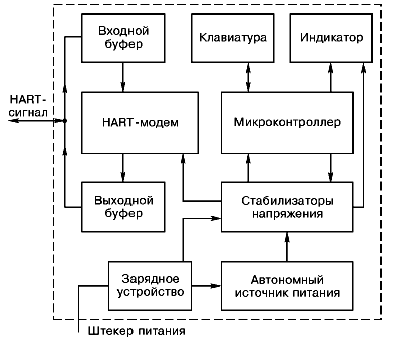 Входной
буфер
Клавиатура
Индикатор
HART-
сигнал
HART-модем
Микроконтроллер
Выходной
буфер
Стабилизаторы
напряжения
Зарядное
устройство
Автономный
источник питания
Штекер питания